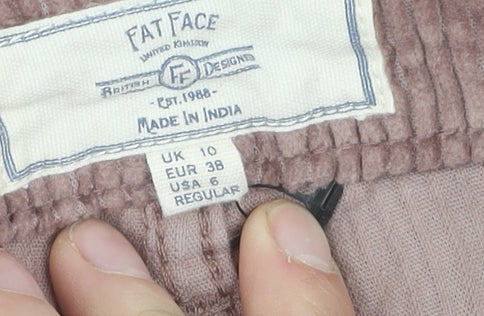 FAT FACE
UNITED KINGDOM
BRITISH FF DESIGNED
- EST. 1988 -
MADE IN INDIA
UK 10
EUR 38
USA 6
REGULAR